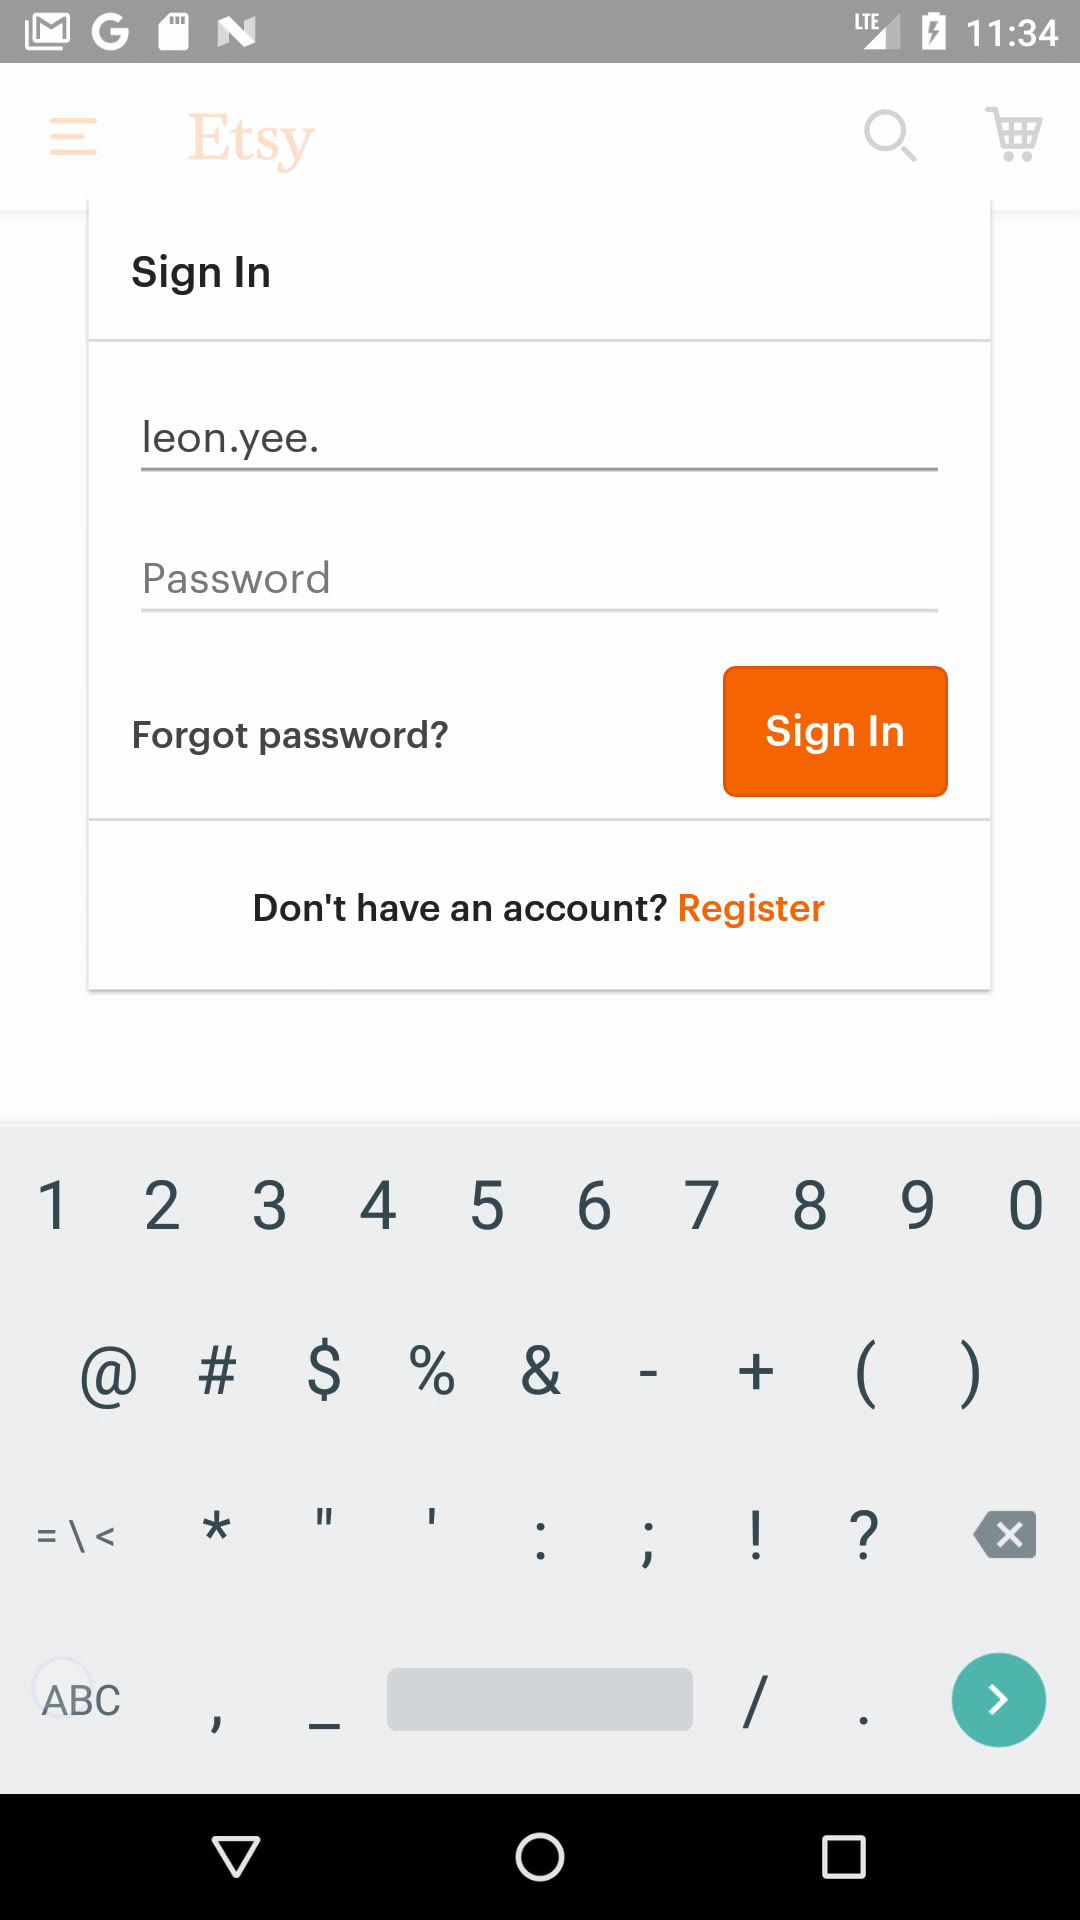 LTE 11:34
Etsy
Sign In
leon.yee.
Password
Forgot password? Sign In
Don't have an account? Register
1 2 3 4 5 6 7 8 9 0
@ # $ % & - + ( )
= \ < * " ' : ; ! ?
ABC , _ / .